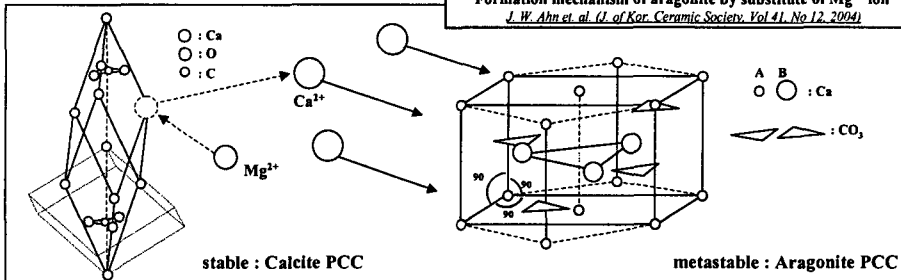 Formation mechanism of aragonite by substitute of Mg²⁺ ion
J. W. Ahn et. al. (J. of Kor. Ceramic Society, Vol 41, No 12, 2004)
: Ca
: O
: C
Ca²⁺
Mg²⁺
A B
: Ca
: CO₃
90 90
90
stable : Calcite PCC
metastable : Aragonite PCC